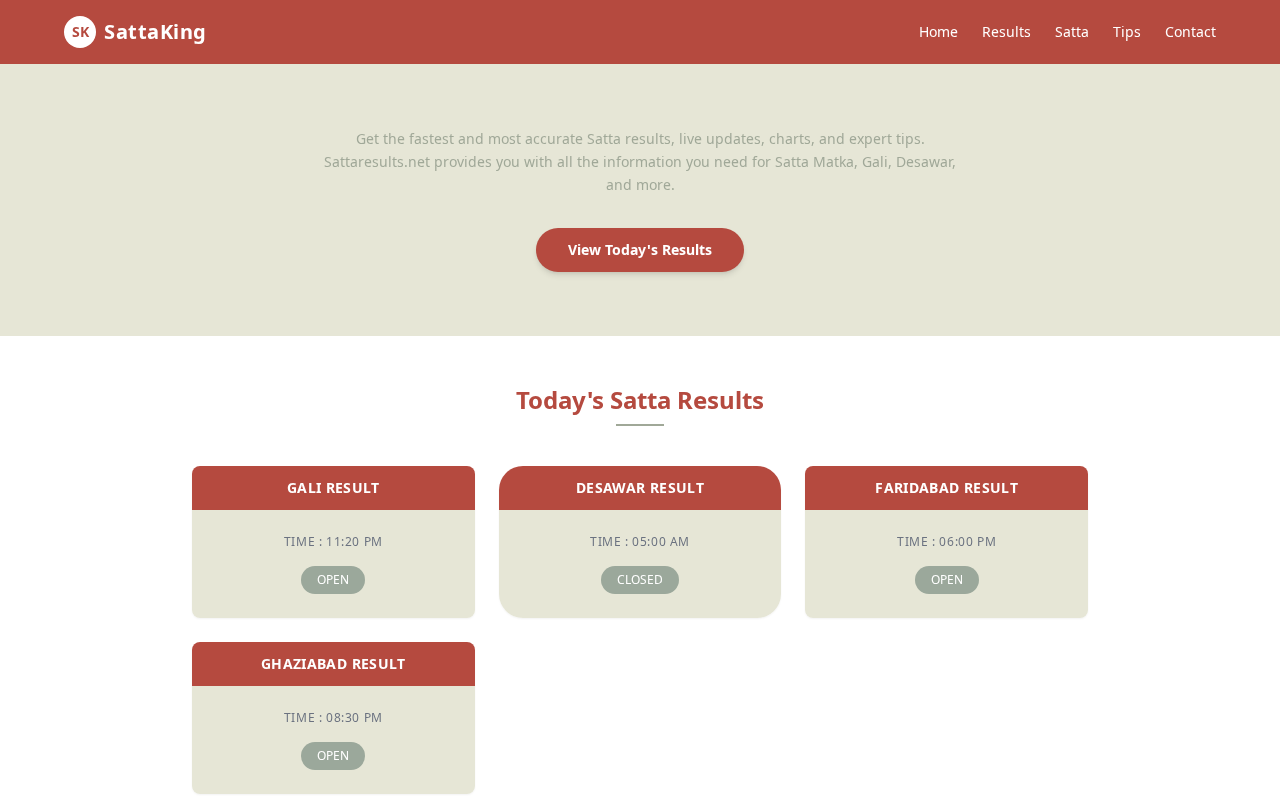 SK SattaKing
Home Results Satta Tips Contact
Get the fastest and most accurate Satta results, live updates, charts, and expert tips.
Sattaresults.net provides you with all the information you need for Satta Matka, Gali, Desawar,
and more.
View Today's Results
Today's Satta Results
GALI RESULT
TIME : 11:20 PM
OPEN
DESAWAR RESULT
TIME : 05:00 AM
CLOSED
FARIDABAD RESULT
TIME : 06:00 PM
OPEN
GHAZIABAD RESULT
TIME : 08:30 PM
OPEN